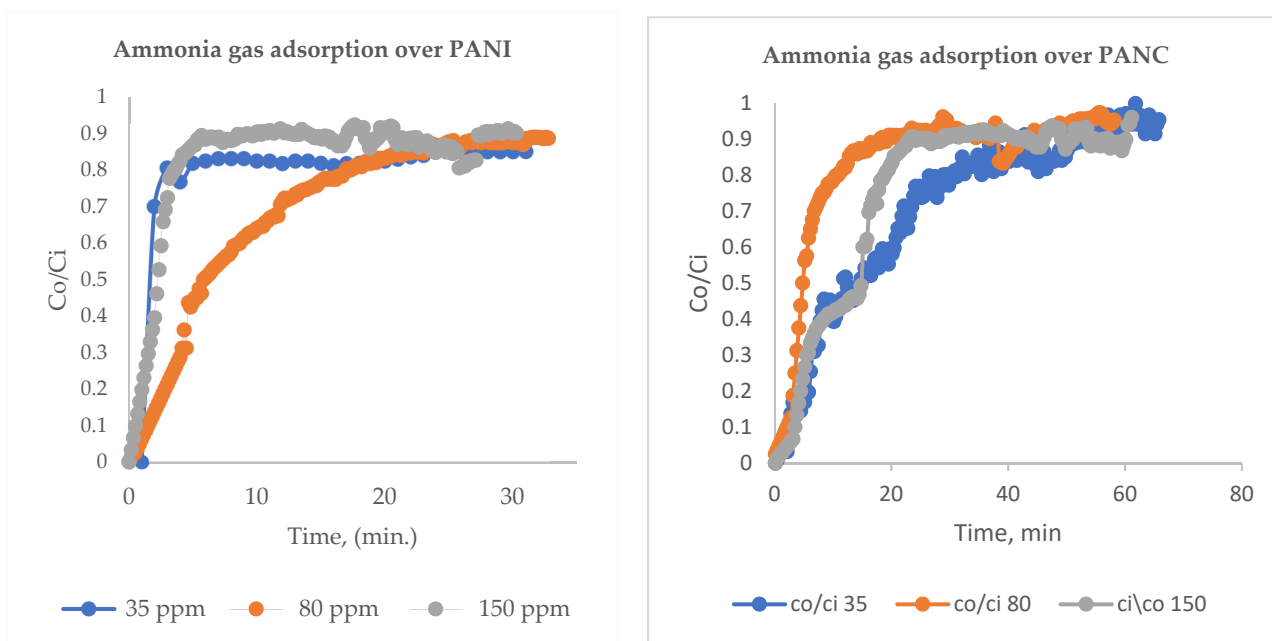 Ammonia gas adsorption over PANI
1
0.9
0.8
0.7
0.6
0.5
0.4
0.3
0.2
0.1
0
Co/Ci
0 10 20 30
Time, (min.)
35 ppm 80 ppm 150 ppm
Ammonia gas adsorption over PANC
1
0.9
0.8
0.7
0.6
0.5
0.4
0.3
0.2
0.1
0
Co/Ci
0 20 40 60 80
Time, min
co/ci 35 co/ci 80 ci\co 150